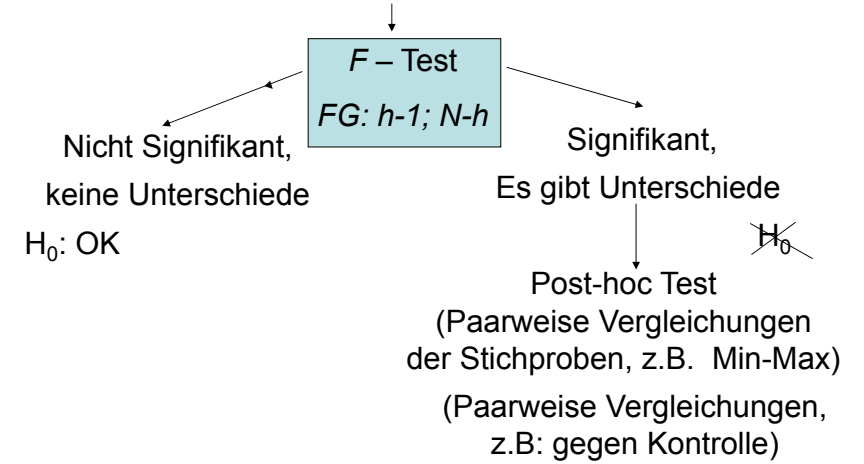 F – Test
FG: h-1; N-h
Nicht Signifikant,
keine Unterschiede
H₀: OK
Signifikant,
Es gibt Unterschiede
H₀
Post-hoc Test
(Paarweise Vergleichungen
der Stichproben, z.B. Min-Max)
(Paarweise Vergleichungen,
z.B: gegen Kontrolle)